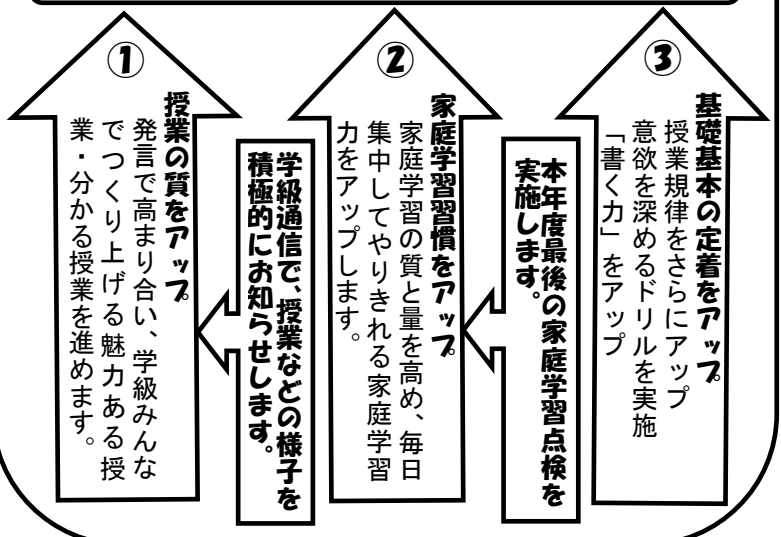 ③
基礎基本の定着をアップ
授業規律をさらにアップ
意欲を深めるドリルを実施
「書く力」をアップ
本年度最後の家庭学習点検を
実施します。
②
家庭学習習慣をアップ
家庭学習の質と量を高め、毎日
集中してやりきれる家庭学習
力をアップします。
学級通信で、授業などの様子を
積極的にお知らせします。
①
授業の質をアップ
発言で高まり合い、学級みんな
でつくり上げる魅力ある授
業・分かる授業を進めます。